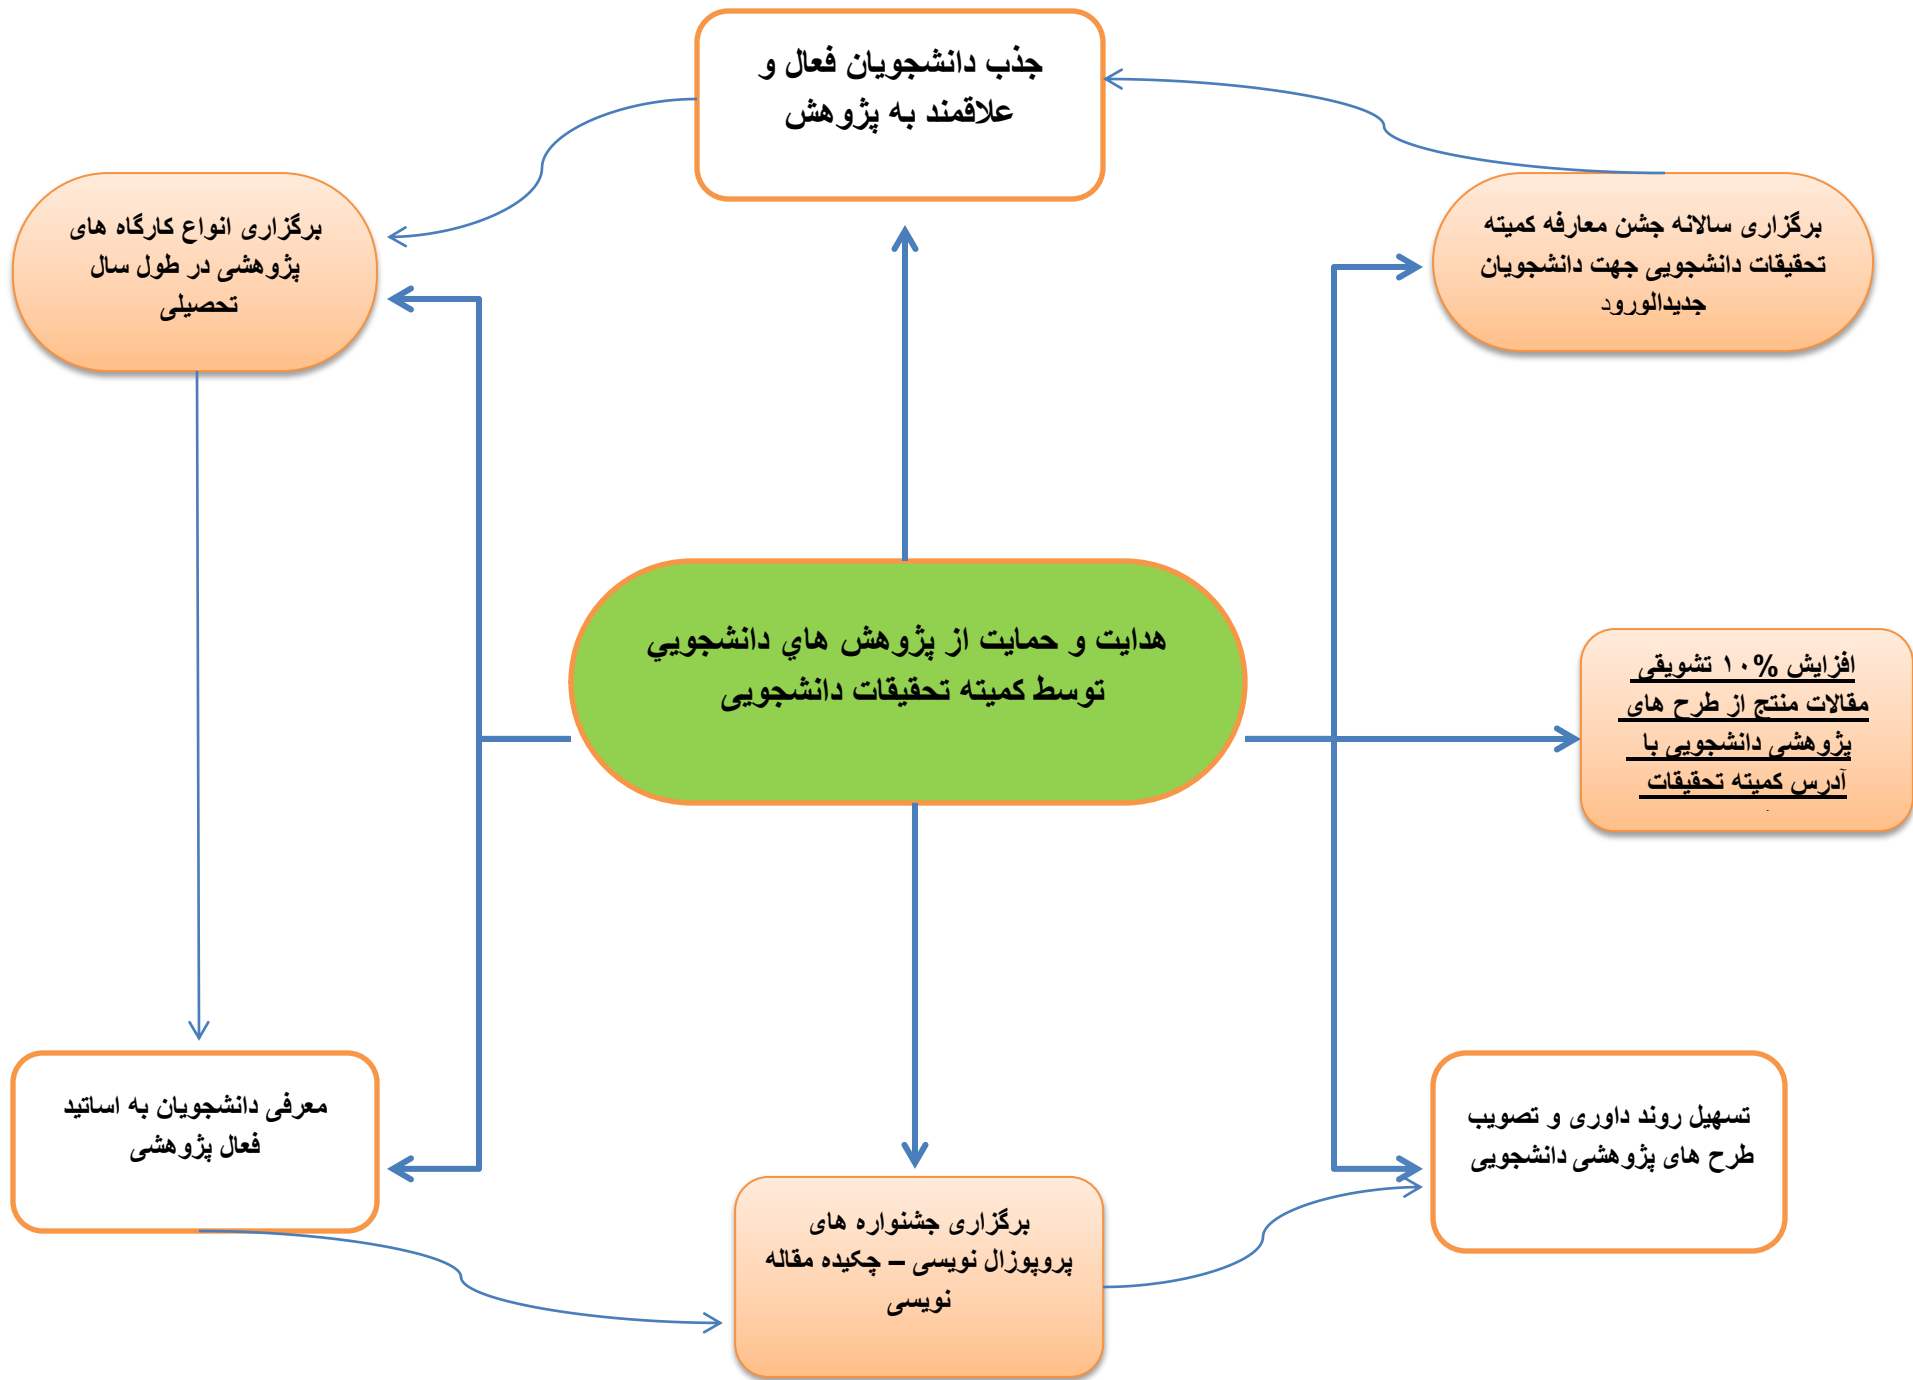 جذب دانشجویان فعال و
علاقمند به پژوهش
برگزاری سالانه جشن معارفه کمیته
تحقیقات دانشجویی جهت دانشجویان
جدیدالورود
برگزاری انواع کارگاه های
پژوهشی در طول سال
تحصیلی
هدايت و حمايت از پژوهش هاي دانشجويي
توسط کمیته تحقیقات دانشجویی
افزایش ۱۰% تشویقی
مقالات منتج از طرح های
پژوهشی دانشجویی با
آدرس کمیته تحقیقات
تسهیل روند داوری و تصویب
طرح های پژوهشی دانشجویی
معرفی دانشجویان به اساتید
فعال پژوهشی
برگزاری جشنواره های
پروپوزال نویسی – چکیده مقاله
نویسی